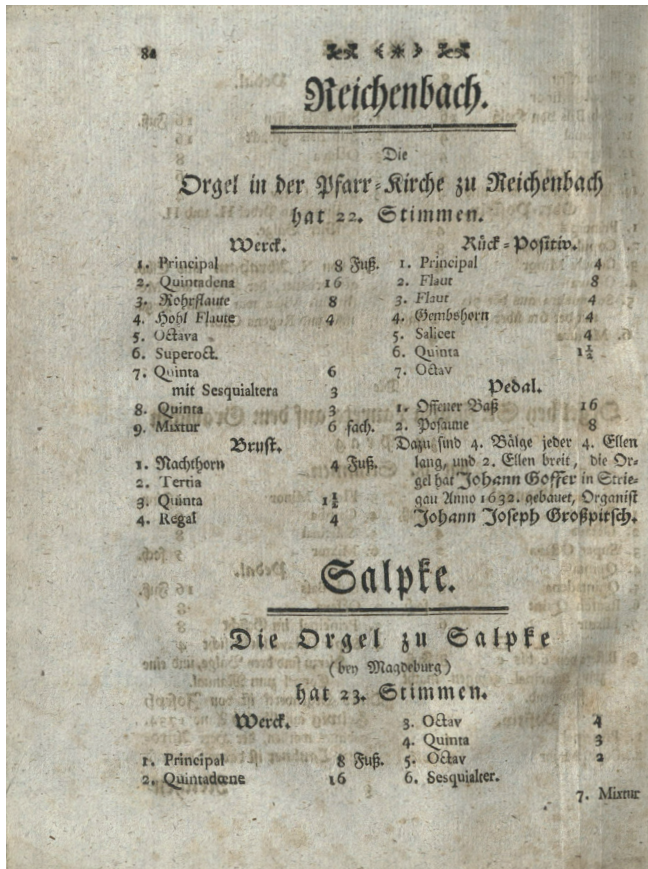 82
Reichenbach.
Die
Orgel in der Pfarr-Kirche zu Reichenbach
hat 22. Stimmen.
Werck.
1. Principal 8 Fuß.
2. Quintadena 16
3. Rohrflaute 8
4. Hohl Flaute 4
5. Octava
6. Superoct.
7. Quinta 6
mit Sesquialtera 3
8. Quinta 3
9. Mixtur 6 fach.
Brust.
1. Nachthorn 4 Fuß.
2. Tertia
3. Quinta 1½
4. Regal 4
Rück-Positiv.
1. Principal 4
2. Flaut 8
3. Flaut 4
4. Gembshorn 4
5. Salicet 4
6. Quinta 1½
7. Octav
Pedal.
1. Offener Baß 16
2. Posaune 8
Dazu sind 4. Bälge jeder 4. Ellen
lang, und 2. Ellen breit, die Or-
gel hat Johann Goffer in Strie-
gau Anno 1632. gebauet, Organist
Johann Joseph Großpitsch.
Salpke.
Die Orgel zu Salpke
(bey Magdeburg)
hat 23. Stimmen.
Werck.
1. Principal 8 Fuß.
2. Quintadœne 16
3. Octav 4
4. Quinta 3
5. Octav 2
6. Sesquialter.
7. Mixtur